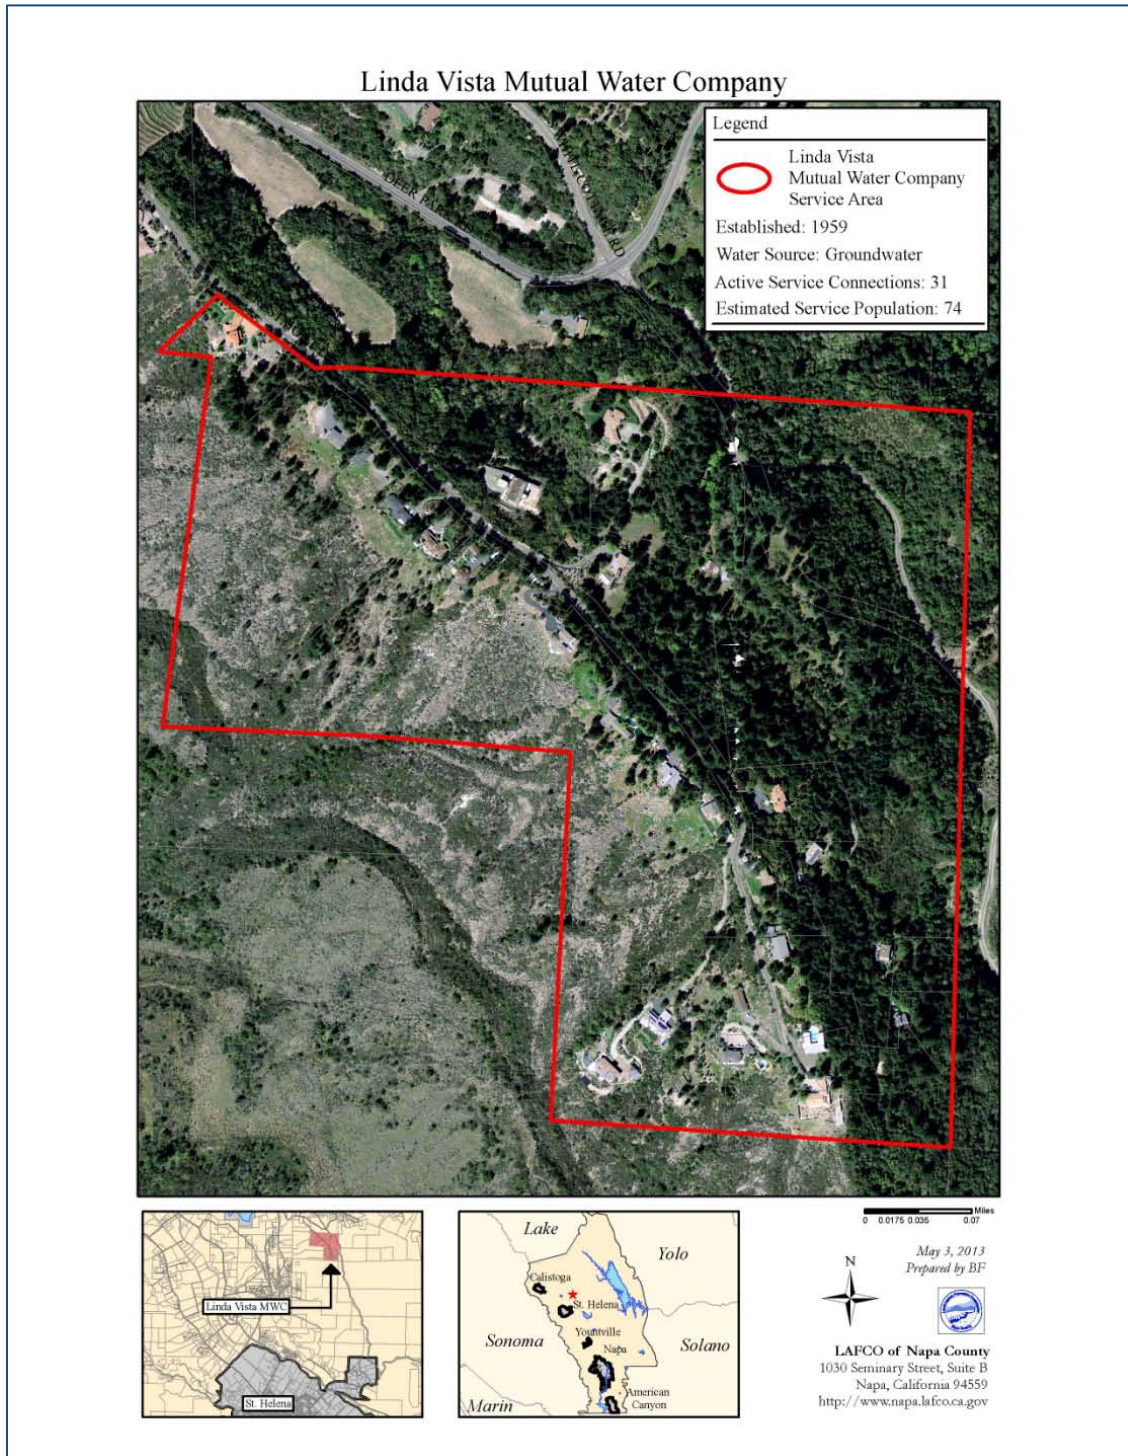 Linda Vista Mutual Water Company
Legend
Linda Vista
Mutual Water Company
Service Area
Established: 1959
Water Source: Groundwater
Active Service Connections: 31
Estimated Service Population: 74
DEER
RD
Linda Vista MWC
St. Helena
Lake
Yolo
Calistoga
St. Helena
Sonoma
Yountville
Napa
Solano
American
Canyon
Marin
Miles
0 0.0175 0.035 0.07
N
May 3, 2013
Prepared by BF
LAFCO of Napa County
1030 Seminary Street, Suite B
Napa, California 94559
http://www.napa.lafco.ca.gov